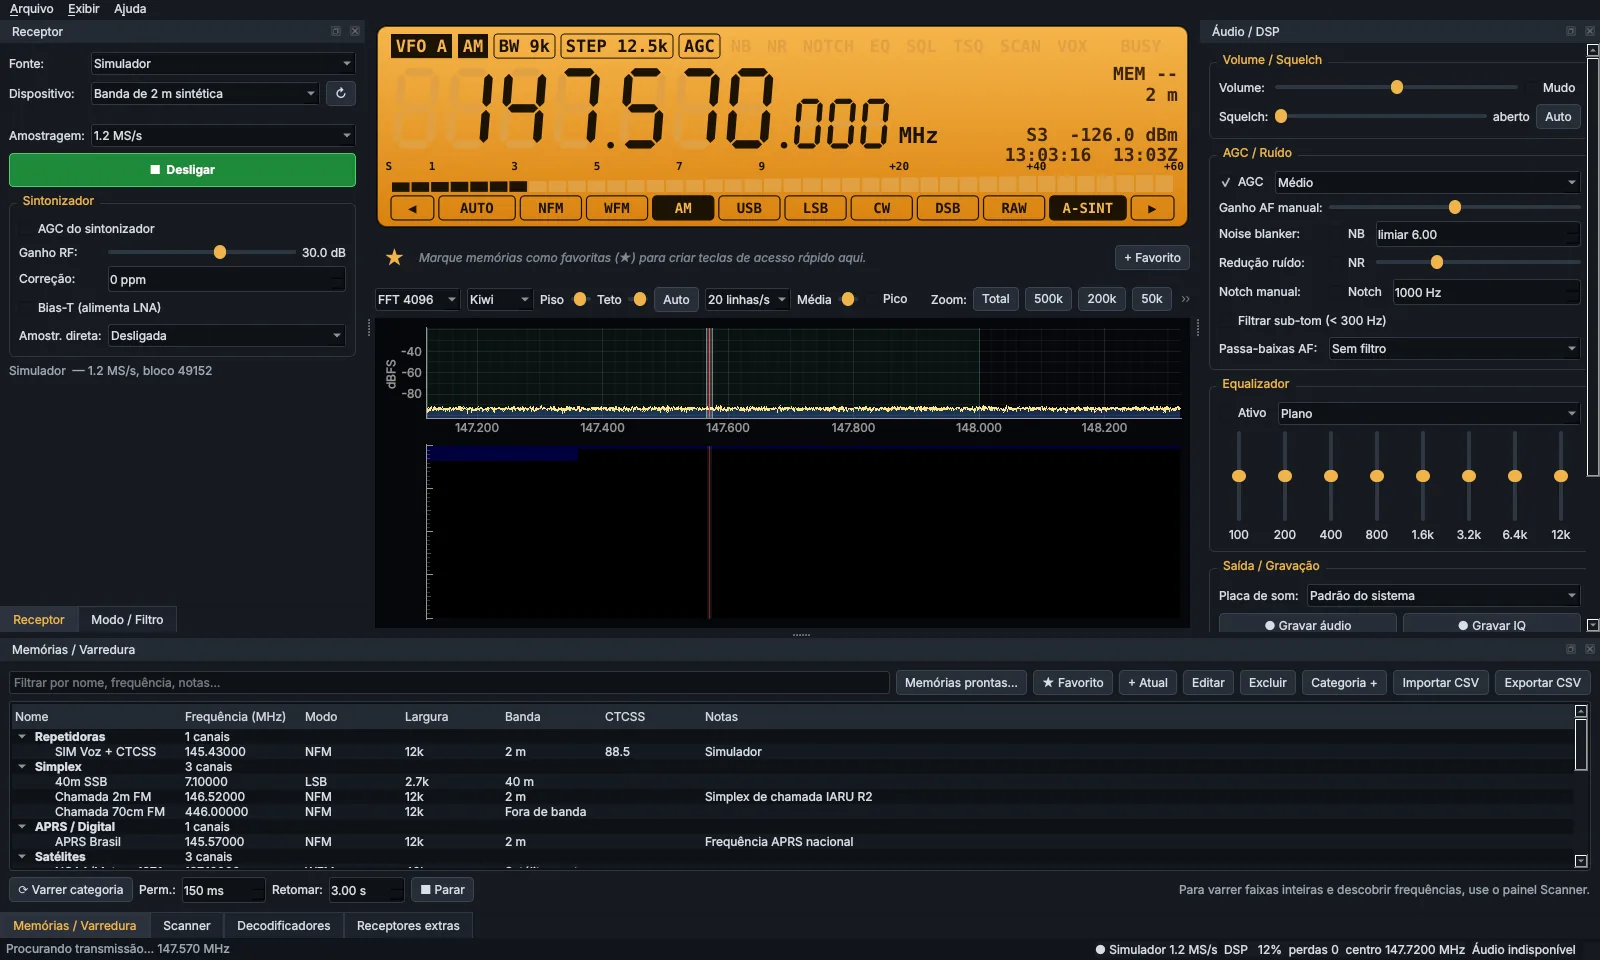 Arquivo Exibir Ajuda
Receptor
Fonte: Simulador
Dispositivo: Banda de 2 m sintética
Amostragem: 1.2 MS/s
Desligar
Sintonizador
AGC do sintonizador
Ganho RF: 30.0 dB
Correção: 0 ppm
Bias-T (alimenta LNA)
Amostr. direta: Desligada
Simulador — 1.2 MS/s, bloco 49152
Receptor Modo / Filtro
VFO A AM BW 9k STEP 12.5k AGC NB NR NOTCH EQ SQL TSQ SCAN VOX BUSY
147.570.000 MHz
MEM --
2 m
S3 -126.0 dBm
13:03:16 13:03Z
S 1 3 5 7 9 +20 +40 +60
◄ AUTO NFM WFM AM USB LSB CW DSB RAW A-SINT ►
★ Marque memórias como favoritas (★) para criar teclas de acesso rápido aqui. + Favorito
FFT 4096 Kiwi Piso Teto Auto 20 linhas/s Média Pico Zoom: Total 500k 200k 50k »
dBFS
-40
-60
-80
147.200 147.400 147.600 147.800 148.000 148.200
Áudio / DSP
Volume / Squelch
Volume: Mudo
Squelch: aberto Auto
AGC / Ruído
✓ AGC Médio
Ganho AF manual:
Noise blanker: NB limiar 6.00
Redução ruído: NR
Notch manual: Notch 1000 Hz
Filtrar sub-tom (< 300 Hz)
Passa-baixas AF: Sem filtro
Equalizador
Ativo Plano
100 200 400 800 1.6k 3.2k 6.4k 12k
Saída / Gravação
Placa de som: Padrão do sistema
● Gravar áudio ● Gravar IQ
Memórias / Varredura
Filtrar por nome, frequência, notas...
Memórias prontas... ★ Favorito + Atual Editar Excluir Categoria + Importar CSV Exportar CSV
Nome Frequência (MHz) Modo Largura Banda CTCSS Notas
Repetidoras 1 canais
SIM Voz + CTCSS 145.43000 NFM 12k 2 m 88.5 Simulador
Simplex 3 canais
40m SSB 7.10000 LSB 2.7k 40 m
Chamada 2m FM 146.52000 NFM 12k 2 m Simplex de chamada IARU R2
Chamada 70cm FM 446.00000 NFM 12k Fora de banda
APRS / Digital 1 canais
APRS Brasil 145.57000 NFM 12k 2 m Frequência APRS nacional
Satélites 3 canais
⟳ Varrer categoria Perm.: 150 ms Retomar: 3.00 s Parar
Para varrer faixas inteiras e descobrir frequências, use o painel Scanner.
Memórias / Varredura Scanner Decodificadores Receptores extras
Procurando transmissão... 147.570 MHz
● Simulador 1.2 MS/s DSP 12% perdas 0 centro 147.7200 MHz Áudio indisponível